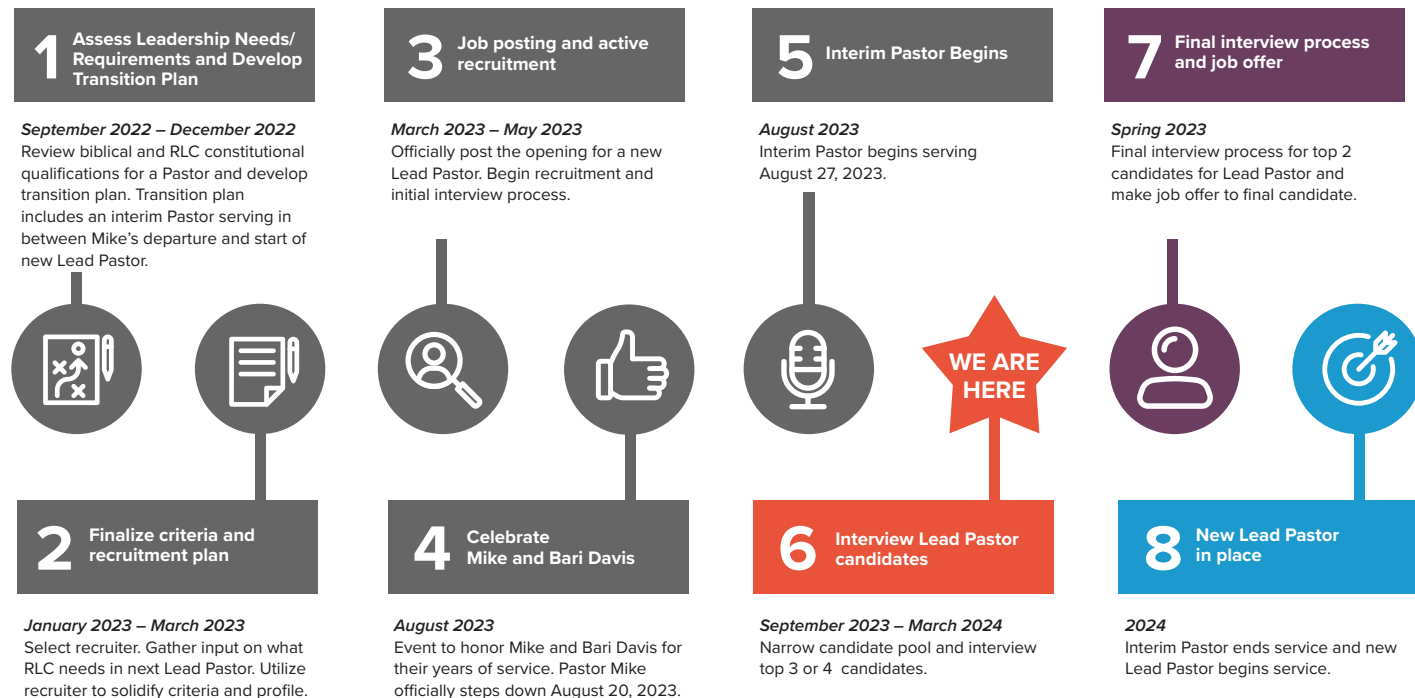 1
Assess Leadership Needs/
Requirements and Develop
Transition Plan
September 2022 – December 2022
Review biblical and RLC constitutional
qualifications for a Pastor and develop
transition plan. Transition plan
includes an interim Pastor serving in
between Mike’s departure and start of
new Lead Pastor.
2
Finalize criteria and
recruitment plan
January 2023 – March 2023
Select recruiter. Gather input on what
RLC needs in next Lead Pastor. Utilize
recruiter to solidify criteria and profile.
3
Job posting and active
recruitment
March 2023 – May 2023
Officially post the opening for a new
Lead Pastor. Begin recruitment and
initial interview process.
4
Celebrate
Mike and Bari Davis
August 2023
Event to honor Mike and Bari Davis for
their years of service. Pastor Mike
officially steps down August 20, 2023.
5
Interim Pastor Begins
August 2023
Interim Pastor begins serving
August 27, 2023.
WE ARE
HERE
6
Interview Lead Pastor
candidates
September 2023 – March 2024
Narrow candidate pool and interview
top 3 or 4 candidates.
7
Final interview process
and job offer
Spring 2023
Final interview process for top 2
candidates for Lead Pastor and
make job offer to final candidate.
8
New Lead Pastor
in place
2024
Interim Pastor ends service and new
Lead Pastor begins service.